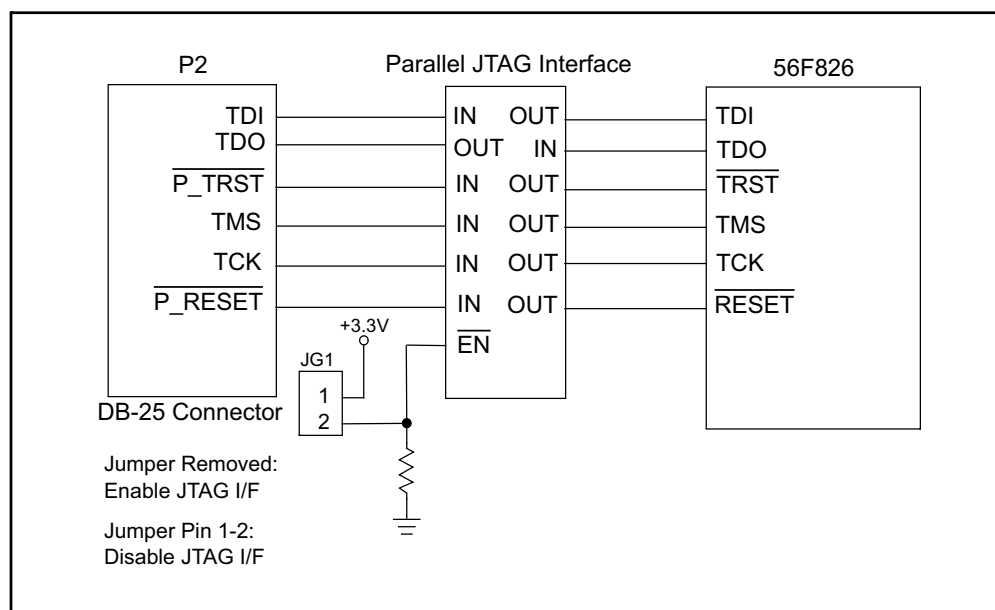 P2
Parallel JTAG Interface
56F826
TDI
IN OUT
TDI
TDO
OUT IN
TDO
P_TRST
IN OUT
TRST
TMS
IN OUT
TMS
TCK
IN OUT
TCK
P_RESET
IN OUT
RESET
+3.3V
EN
JG1
1
2
DB-25 Connector
Jumper Removed:
Enable JTAG I/F
Jumper Pin 1-2:
Disable JTAG I/F